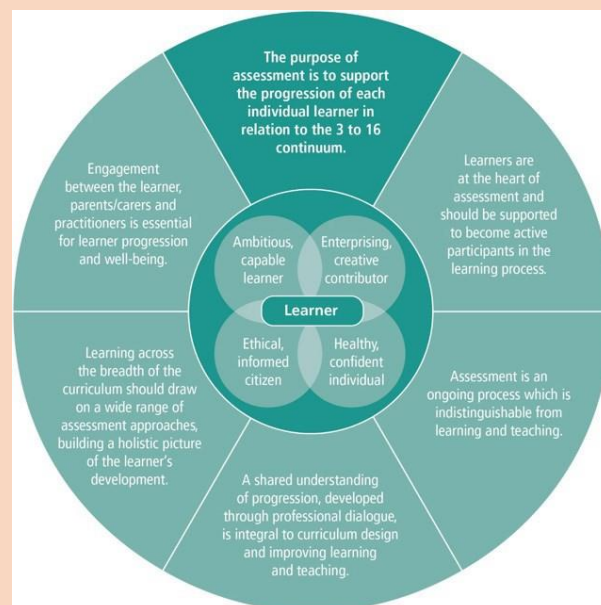 The purpose of
assessment is to support
the progression of each
individual learner in
relation to the 3 to 16
continuum.
Learners are
at the heart of
assessment and
should be supported
to become active
participants in the
learning process.
Assessment is an
ongoing process which is
indistinguishable from
learning and teaching.
A shared understanding
of progression, developed
through professional dialogue,
is integral to curriculum design
and improving learning
and teaching.
Learning across
the breadth of the
curriculum should draw
on a wide range of
assessment approaches,
building a holistic picture
of the learner's
development.
Engagement
between the learner,
parents/carers and
practitioners is essential
for learner progression
and well-being.
Ambitious,
capable
learner
Enterprising,
creative
contributor
Learner
Ethical,
informed
citizen
Healthy,
confident
individual